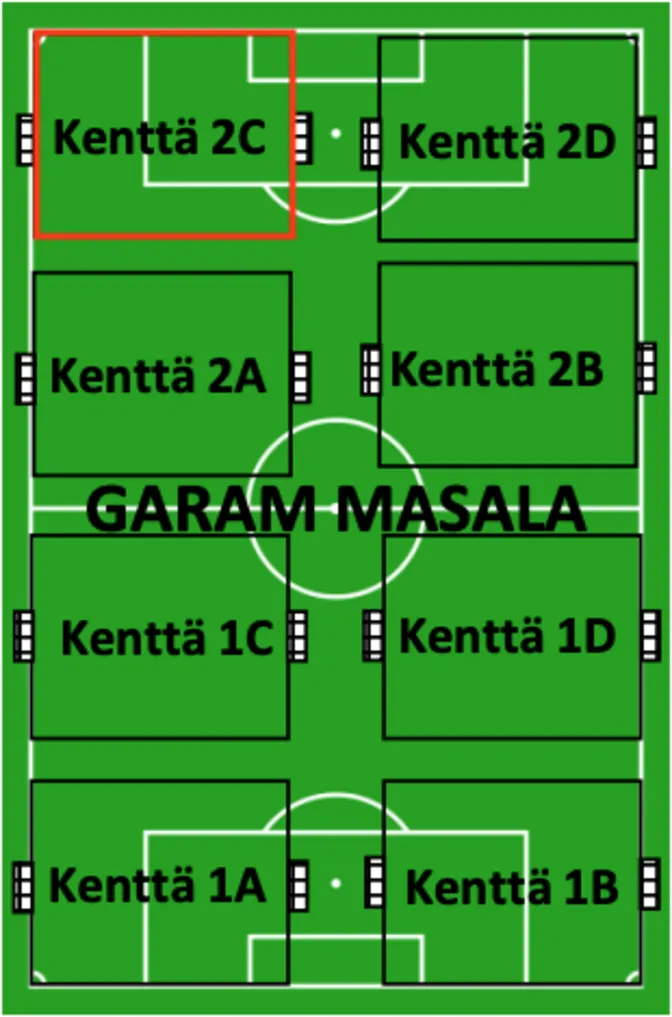 Kenttä 2C
Kenttä 2D
Kenttä 2A
Kenttä 2B
GARAM MASALA
Kenttä 1C
Kenttä 1D
Kenttä 1A
Kenttä 1B